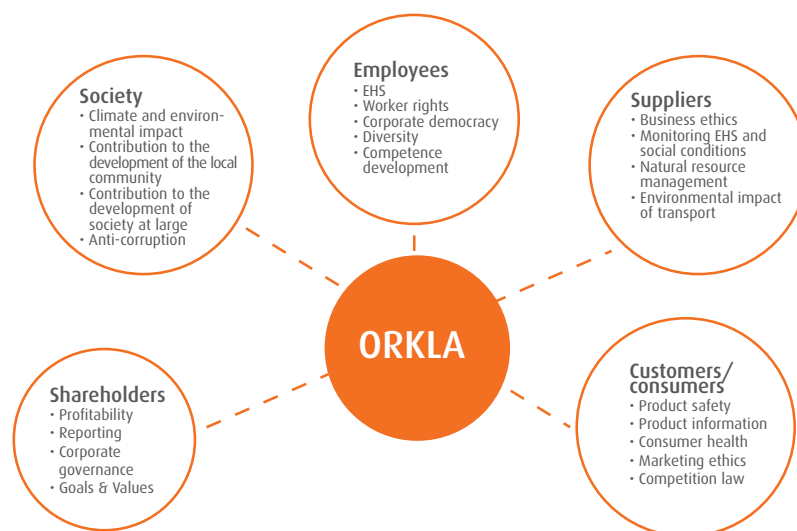 Society
• Climate and environ-
mental impact
• Contribution to the
development of the local
community
• Contribution to the
development of
society at large
• Anti-corruption
Employees
• EHS
• Worker rights
• Corporate democracy
• Diversity
• Competence
development
Suppliers
• Business ethics
• Monitoring EHS and
social conditions
• Natural resource
management
• Environmental impact
of transport
ORKLA
Shareholders
• Profitability
• Reporting
• Corporate
governance
• Goals & Values
Customers/
consumers
• Product safety
• Product information
• Consumer health
• Marketing ethics
• Competition law